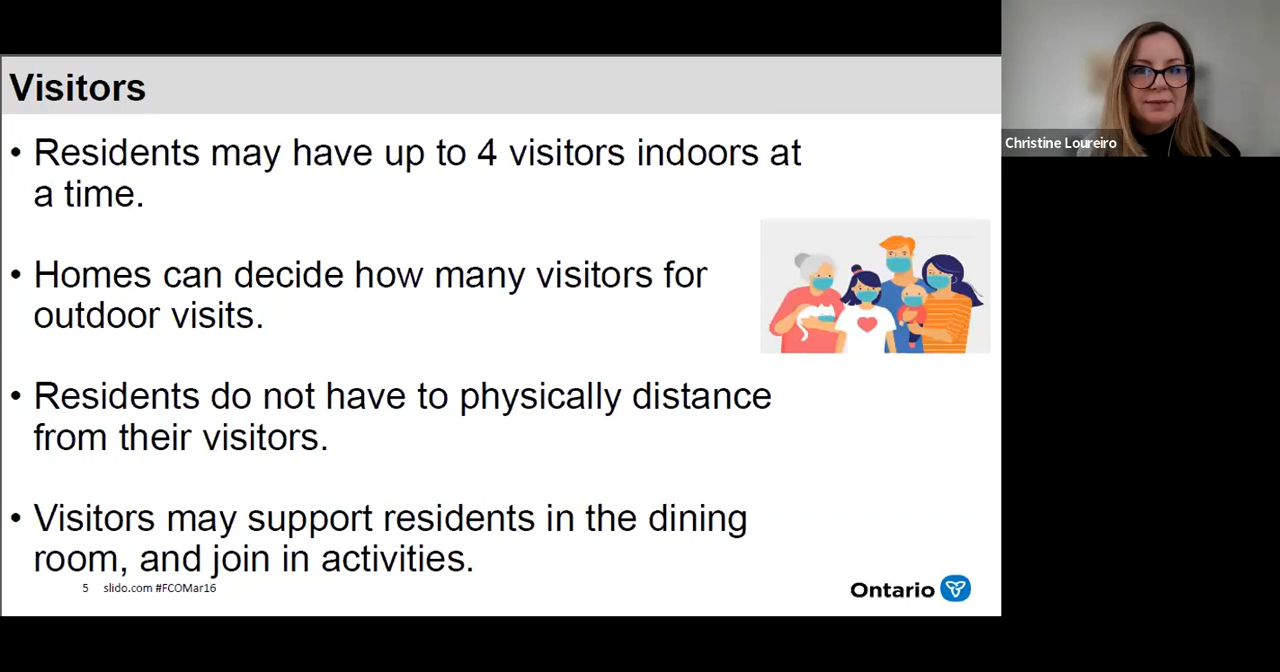 Visitors
• Residents may have up to 4 visitors indoors at
a time.
• Homes can decide how many visitors for
outdoor visits.
• Residents do not have to physically distance
from their visitors.
• Visitors may support residents in the dining
room, and join in activities.
5 slido.com #FCOMar16
Ontario
Christine Loureiro